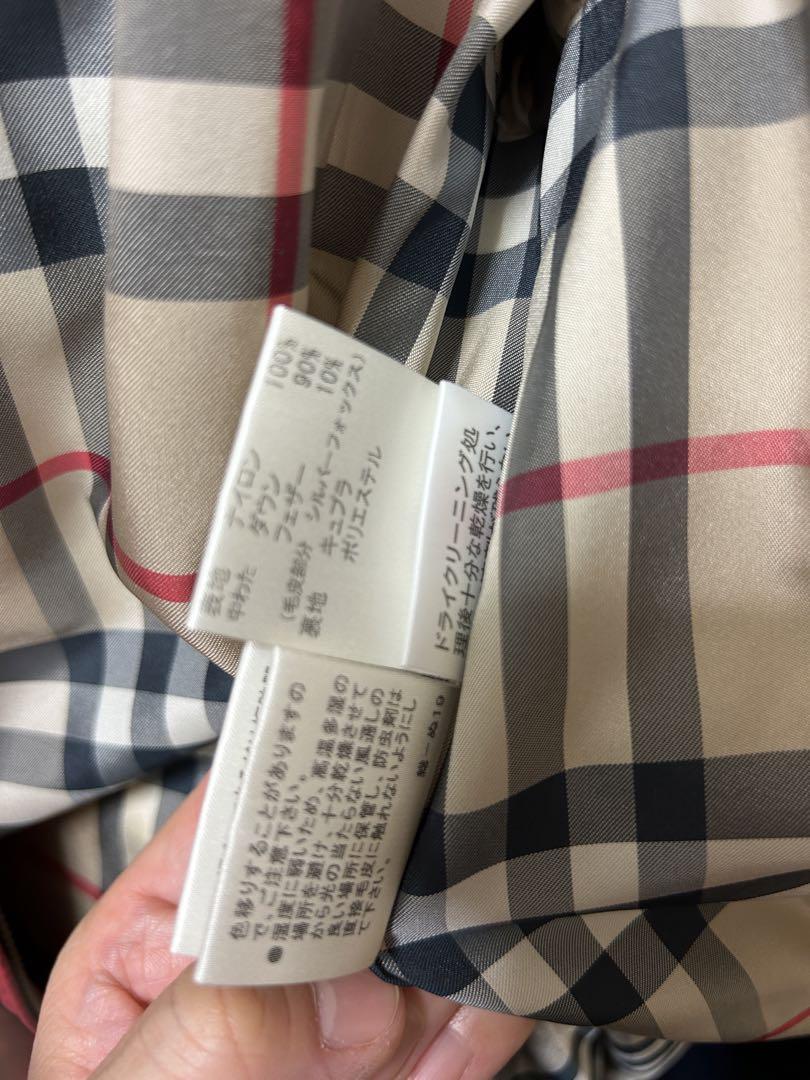 表地 ナイロン 100%
中わた ダウン 90%
フェザー 10%
(毛皮部分 シルバーフォックス)
裏地 キュプラ
ポリエステル
ドライクリーニング処
理後十分な乾燥を行い、
色移りすることがありますの
で、ご注意下さい。
●湿度に弱いため、高温多湿の
場所を避け、十分乾燥させて
から光の当たらない風通しの
良い場所に保管し、防虫剤は
直接毛皮に触れないようにし
て下さい。